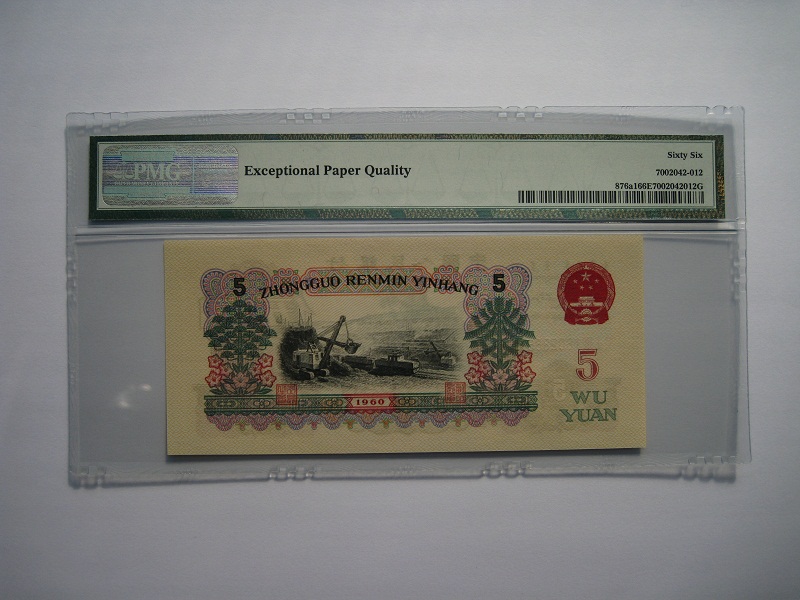 PMG
Exceptional Paper Quality
Sixty Six
7002042-012
876a166E7002042012G
5
ZHONGGUO RENMIN YINHANG
5
5
WU
YUAN
1960